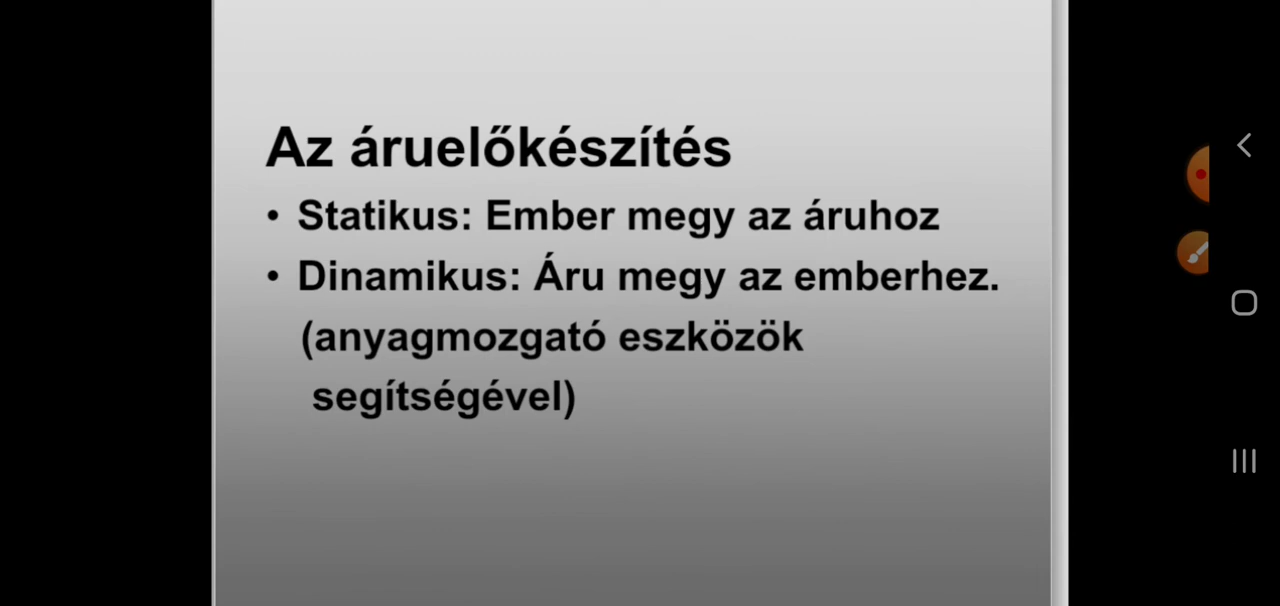 Az áruelőkészítés
• Statikus: Ember megy az áruhoz
• Dinamikus: Áru megy az emberhez.
(anyagmozgató eszközök
segítségével)